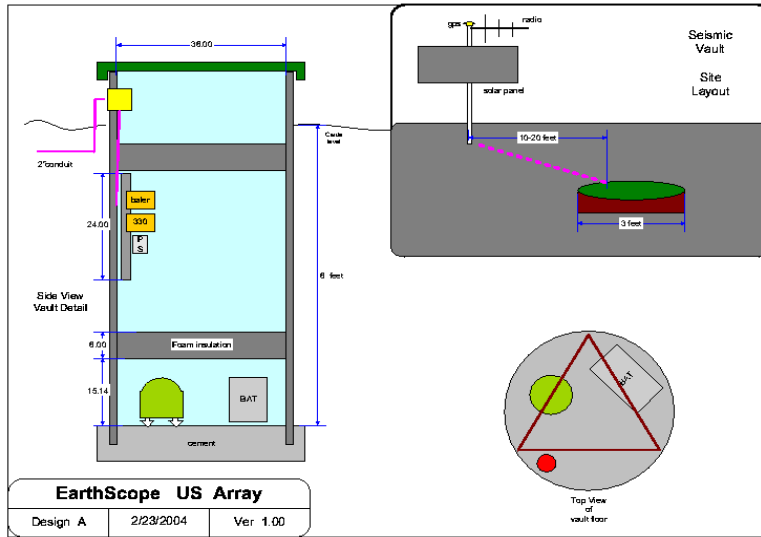 36.00
2"conduit
baler
330
P
S
24.00
Side View
Vault Detail
6.00
Foam insulation
15.14
BAT
cement
level
6 feet
EarthScope US Array
Design A
2/23/2004
Ver 1.00
gps
radio
solar panel
Seismic
Vault
Site
Layout
10-20 feet
3 feet
BAT
Top View
of
vault floor